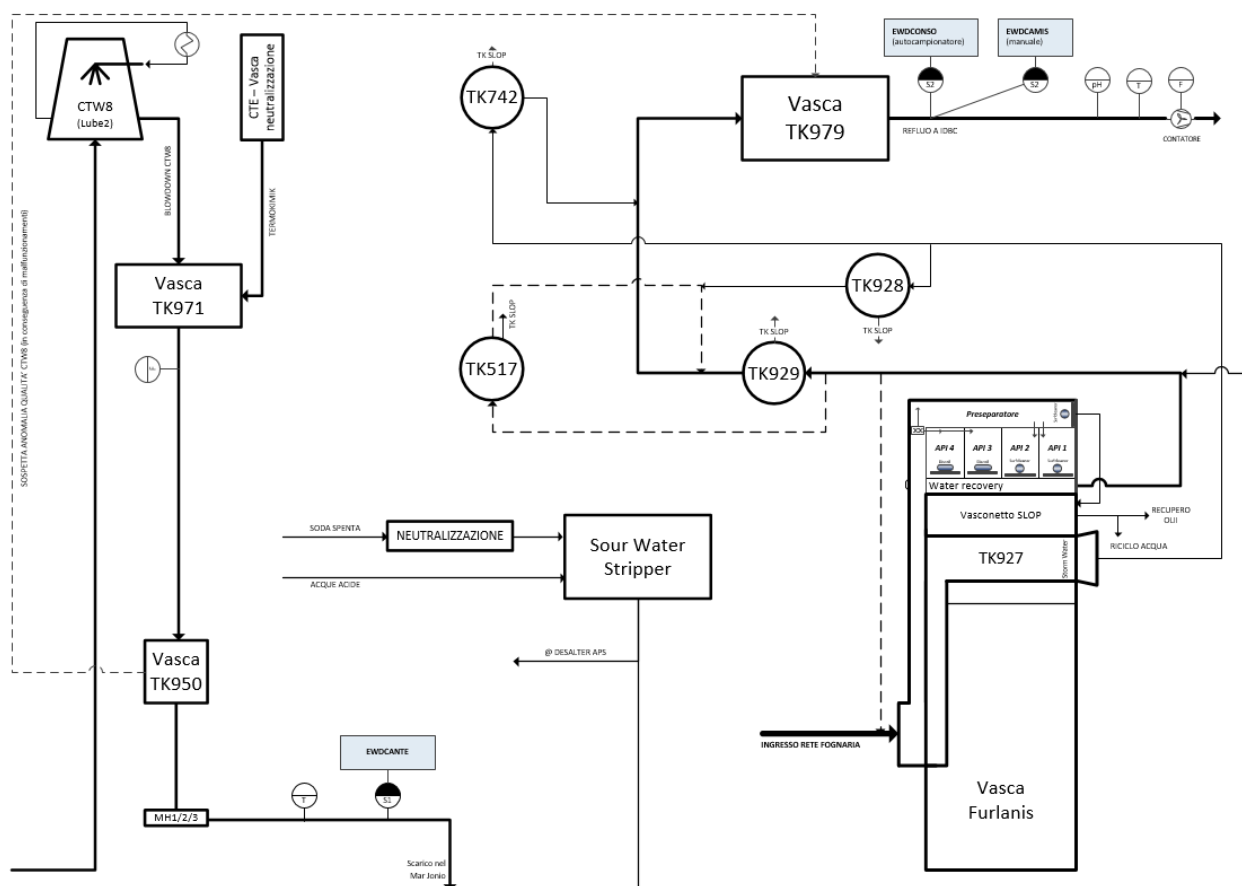 EWDCONSO
(autocampionatore)
EWDCAMIS
(manuale)
TK SLOP
TK742
CTW8
(Lube2)
CTE – Vasca
neutralizzazione
Vasca
TK979
S2
S2
pH
T
F
REFLUO A IDBC
CONTATORE
BLOWDOWN CTW8
TERMOKIMIK
SOSPETTA ANOMALIA QUALITA' CTW8 (in conseguenza di malfunzionamenti)
Vasca
TK971
TK928
TK SLOP
TK SLOP
TK517
TK SLOP
TK929
Preseparatore
API 4
API 3
API 2
API 1
Water recovery
Vasconetto SLOP
RECUPERO
OLII
RICICLO ACQUA
TK927
Storm Water
SODA SPENTA
NEUTRALIZZAZIONE
Sour Water
Stripper
ACQUE ACIDE
@ DESALTER APS
Vasca
TK950
INGRESSO RETE FOGNARIA
EWDCANTE
T
S1
MH1/2/3
Vasca
Furlanis
Scarico nel
Mar Jonio